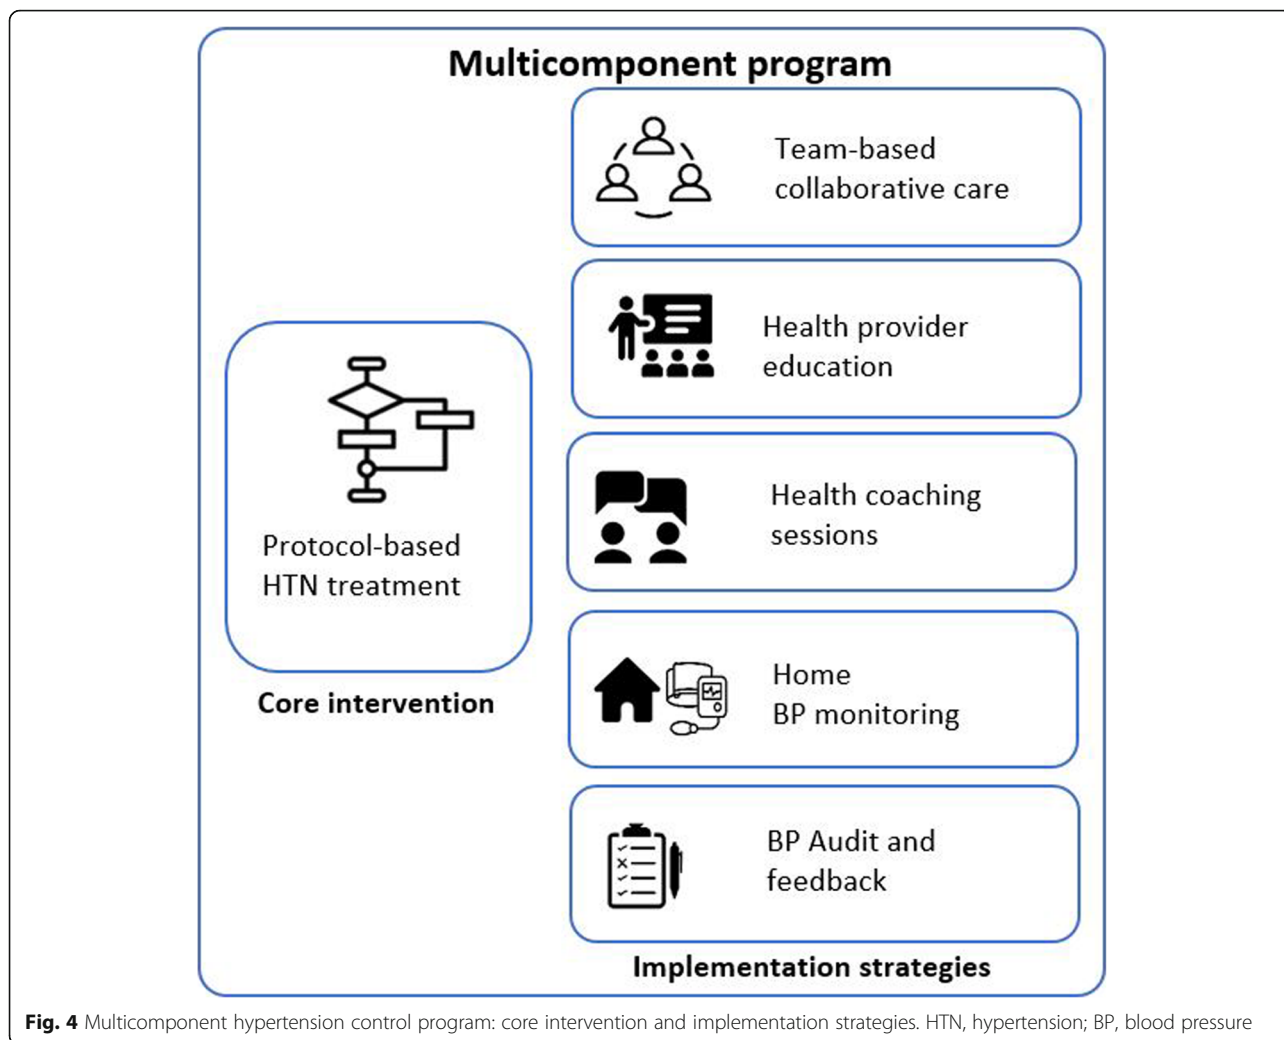 Multicomponent program
Team-based
collaborative care
Health provider
education
Health coaching
sessions
Home
BP monitoring
BP Audit and
feedback
Implementation strategies
Protocol-based
HTN treatment
Core intervention
Fig. 4 Multicomponent hypertension control program: core intervention and implementation strategies. HTN, hypertension; BP, blood pressure